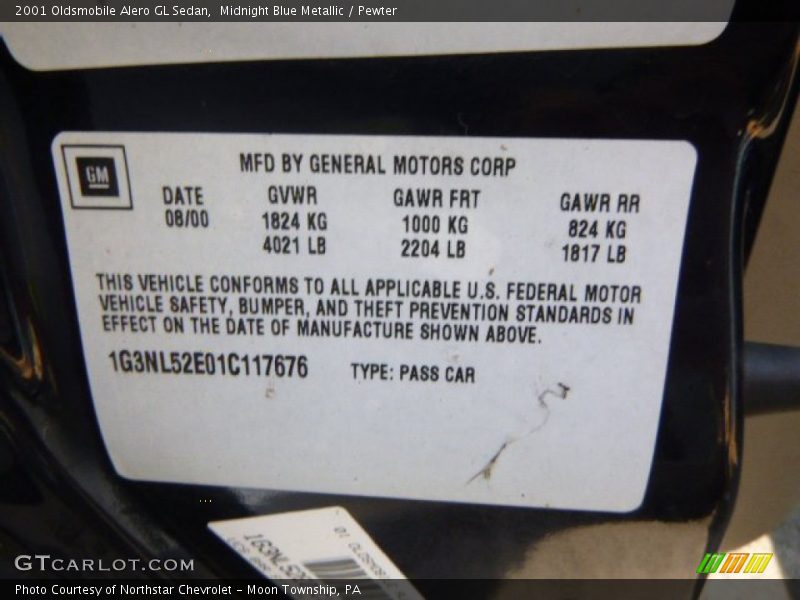 2001 Oldsmobile Alero GL Sedan,  Midnight Blue Metallic / Pewter
GM
MFD BY GENERAL MOTORS CORP
DATE GVWR GAWR FRT GAWR RR
08/00 1824 KG 1000 KG 824 KG
4021 LB 2204 LB 1817 LB
THIS VEHICLE CONFORMS TO ALL APPLICABLE U.S. FEDERAL MOTOR
VEHICLE SAFETY, BUMPER, AND THEFT PREVENTION STANDARDS IN
EFFECT ON THE DATE OF MANUFACTURE SHOWN ABOVE.
1G3NL52E01C117676 TYPE: PASS CAR
GTCARLOT.COM
Photo Courtesy of Northstar Chevrolet - Moon Township, PA